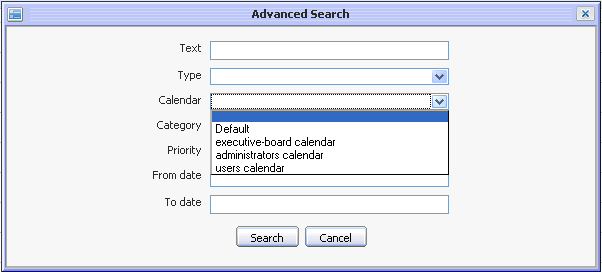 Advanced Search
Text
Type
Calendar
Default
Category
executive-board calendar
Priority
administrators calendar
users calendar
From date
To date
Search Cancel